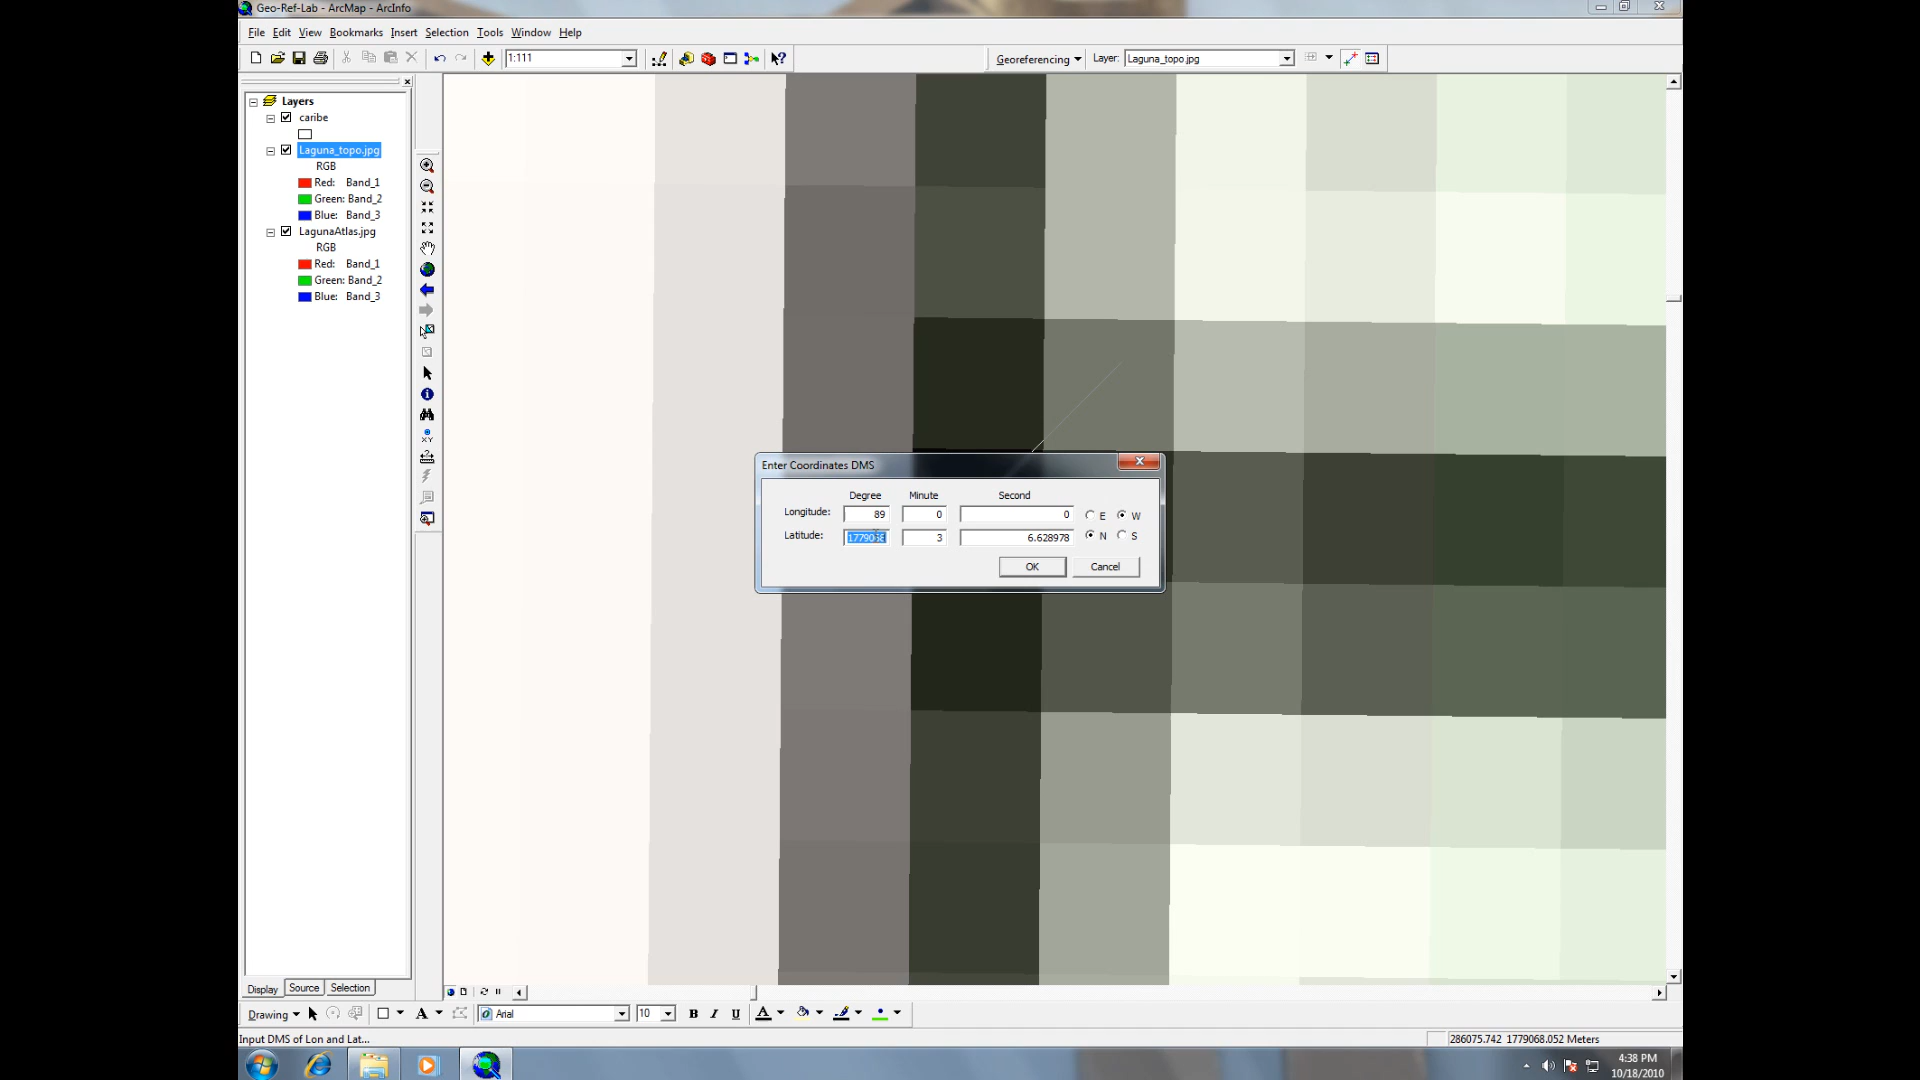 Geo-Ref-Lab - ArcMap - ArcInfo
File Edit View Bookmarks Insert Selection Tools Window Help
1:111
Georeferencing Layer: Laguna_topo.jpg
Layers
caribe
Laguna_topo.jpg
RGB
Red: Band_1
Green: Band_2
Blue: Band_3
LagunaAtlas.jpg
RGB
Red: Band_1
Green: Band_2
Blue: Band_3
XY
Enter Coordinates DMS
Degree Minute Second
Longitude: 89 0 0 E W
Latitude: 1779068 3 6.628978 N S
OK Cancel
Display Source Selection
Drawing A Arial 10 B I U A
Input DMS of Lon and Lat...
286075.742 1779068.052 Meters
4:38 PM
10/18/2010